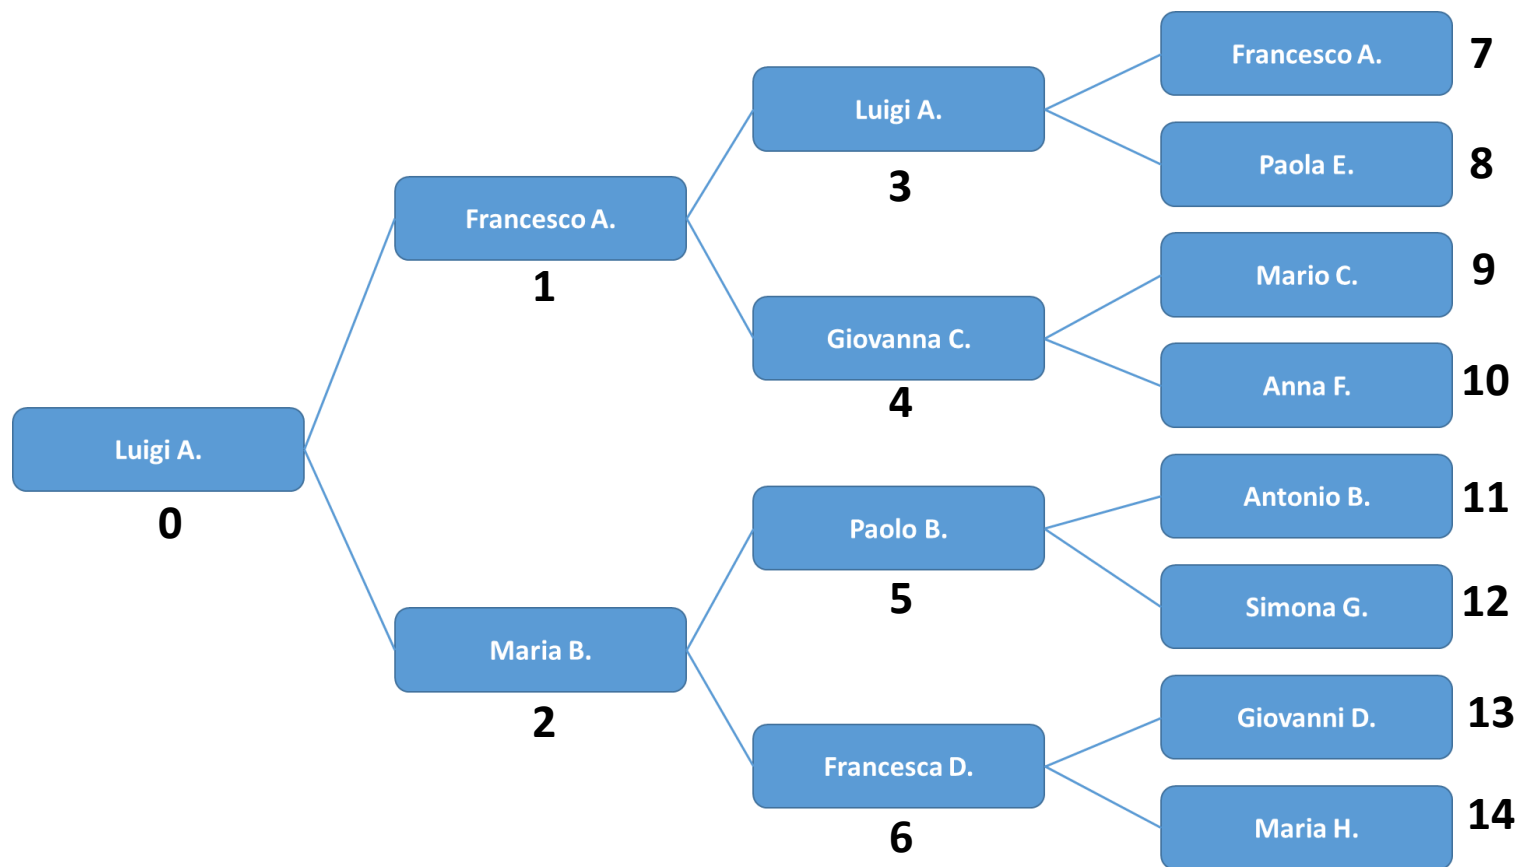 Luigi A.
0
Francesco A.
1
Maria B.
2
Luigi A.
3
Giovanna C.
4
Paolo B.
5
Francesca D.
6
Francesco A.
7
Paola E.
8
Mario C.
9
Anna F.
10
Antonio B.
11
Simona G.
12
Giovanni D.
13
Maria H.
14